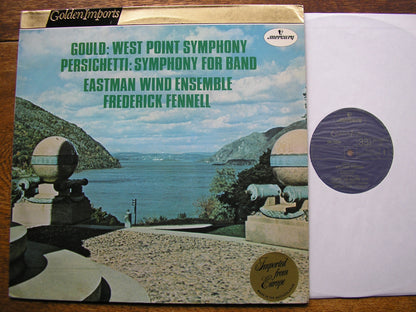 Golden Imports
mercury
GOULD: WEST POINT SYMPHONY
PERSICHETTI: SYMPHONY FOR BAND
EASTMAN WIND ENSEMBLE
FREDERICK FENNELL
Imported
from
Europe